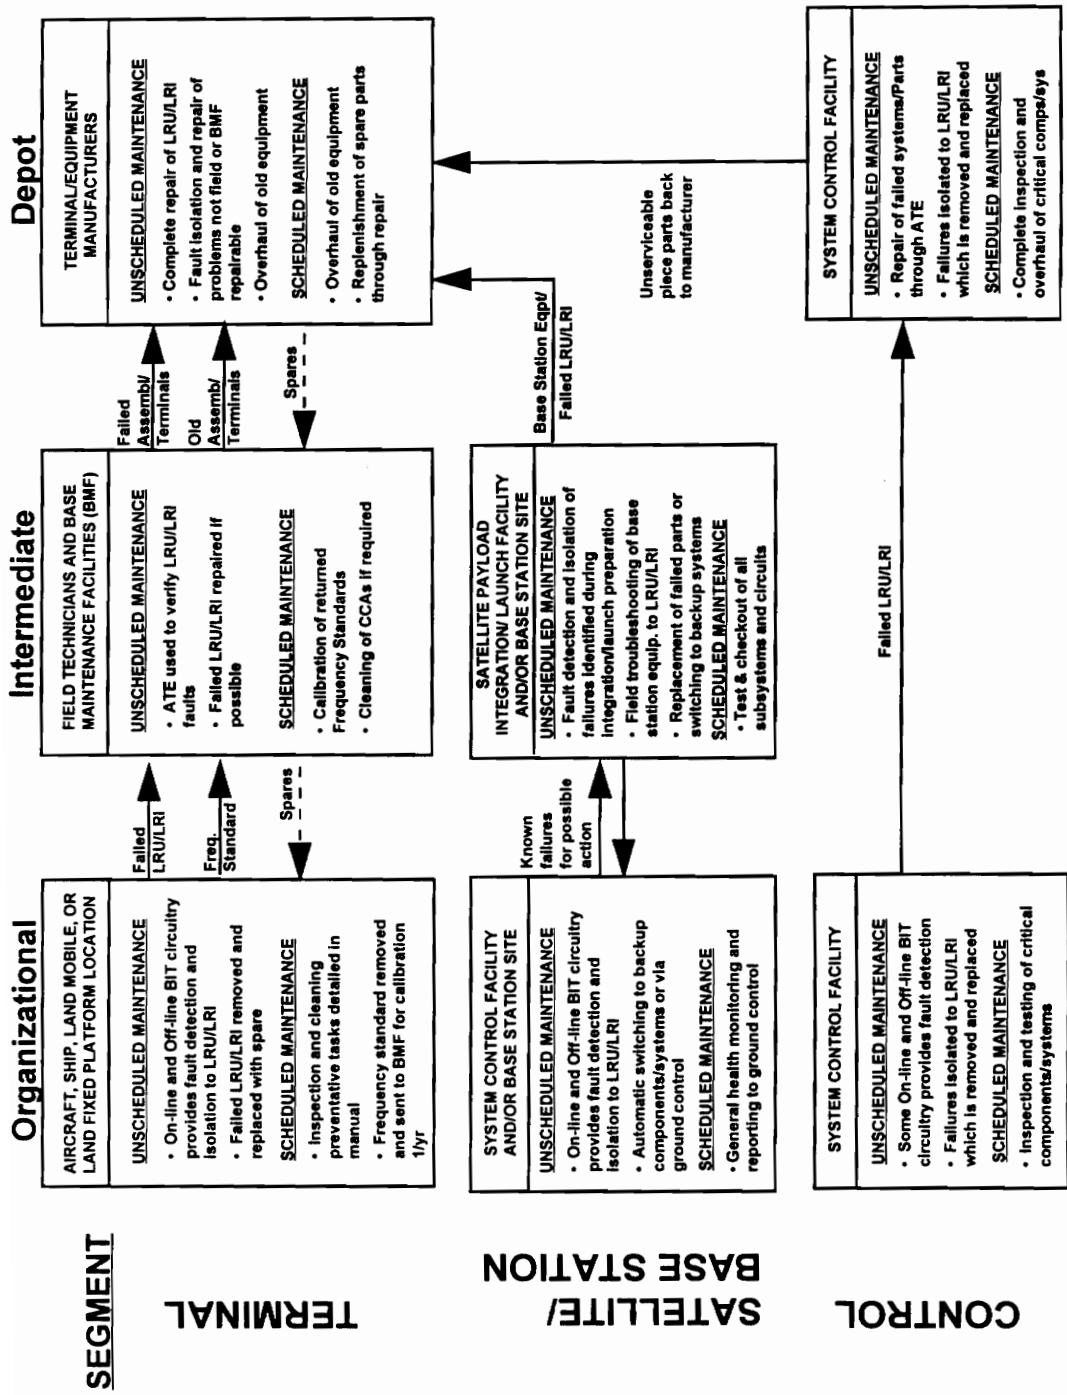 Organizational
Intermediate
Depot
SEGMENT
TERMINAL
AIRCRAFT, SHIP, LAND MOBILE, OR
LAND FIXED PLATFORM LOCATION
UNSCHEDULED MAINTENANCE
• On-line and Off-line BIT circuitry
provides fault detection and
isolation to LRU/LRI
• Failed LRU/LRI removed and
replaced with spare
SCHEDULED MAINTENANCE
• Inspection and cleaning
preventative tasks detailed in
manual
• Frequency standard removed
and sent to BMF for calibration
1/yr
Failed
LRU/LRI
Freq.
Standard
Spares
FIELD TECHNICIANS AND BASE
MAINTENANCE FACILITIES (BMF)
UNSCHEDULED MAINTENANCE
• ATE used to verify LRU/LRI
faults
• Failed LRU/LRI repaired if
possible
SCHEDULED MAINTENANCE
• Calibration of returned
Frequency Standards
• Cleaning of CCAs if required
Failed
Assembl/
Terminals
Old
Assembl/
Terminals
Spares
TERMINAL/EQUIPMENT
MANUFACTURERS
UNSCHEDULED MAINTENANCE
• Complete repair of LRU/LRI
• Fault isolation and repair of
problems not field or BMF
repairable
• Overhaul of old equipment
SCHEDULED MAINTENANCE
• Overhaul of old equipment
• Replenishment of spare parts
through repair
SATELLITE/
BASE STATION
SYSTEM CONTROL FACILITY
AND/OR BASE STATION SITE
UNSCHEDULED MAINTENANCE
• On-line and Off-line BIT circuitry
provides fault detection and
isolation to LRU/LRI
• Automatic switching to backup
components/systems or via
ground control
SCHEDULED MAINTENANCE
• General health monitoring and
reporting to ground control
Known
failures
for possible
action
SATELLITE PAYLOAD
INTEGRATION/ LAUNCH FACILITY
AND/OR BASE STATION SITE
UNSCHEDULED MAINTENANCE
• Fault detection and isolation of
failures identified during
integration/launch preparation
• Field troubleshooting of base
station equip. to LRU/LRI
• Replacement of failed parts or
switching to backup systems
SCHEDULED MAINTENANCE
• Test & checkout of all
subsystems and circuits
Base Station Eqpt/
Failed LRU/LRI
Unserviceable
piece parts back
to manufacturer
CONTROL
SYSTEM CONTROL FACILITY
UNSCHEDULED MAINTENANCE
• Some On-line and Off-line BIT
circuitry provides fault detection
• Failures isolated to LRU/LRI
which is removed and replaced
SCHEDULED MAINTENANCE
• Inspection and testing of critical
components/systems
Failed LRU/LRI
SYSTEM CONTROL FACILITY
UNSCHEDULED MAINTENANCE
• Repair of failed systems/Parts
through ATE
• Failures isolated to LRU/LRI
which is removed and replaced
SCHEDULED MAINTENANCE
• Complete inspection and
overhaul of critical comps/sys